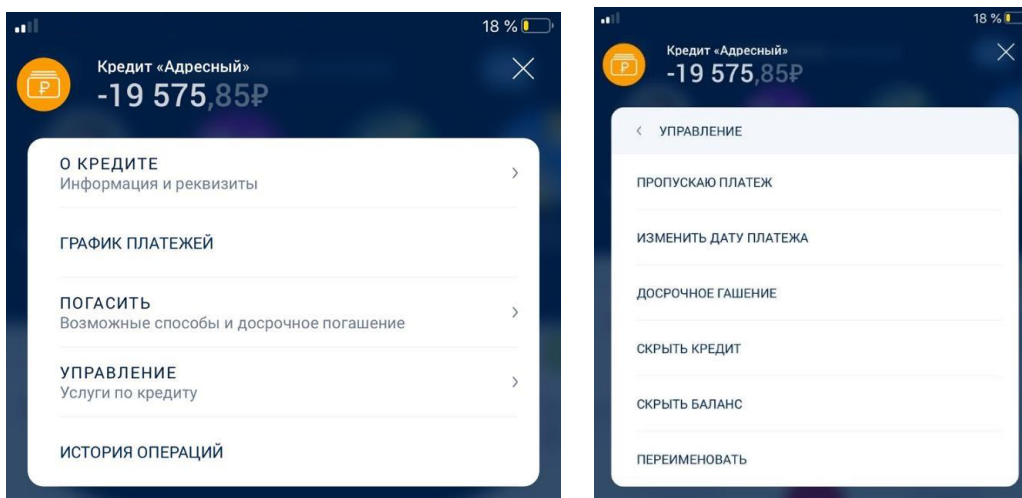 18 %
Кредит «Адресный»
-19 575,85₽
О КРЕДИТЕ
Информация и реквизиты
ГРАФИК ПЛАТЕЖЕЙ
ПОГАСИТЬ
Возможные способы и досрочное погашение
УПРАВЛЕНИЕ
Услуги по кредиту
ИСТОРИЯ ОПЕРАЦИЙ
18 %
Кредит «Адресный»
-19 575,85₽
УПРАВЛЕНИЕ
ПРОПУСКАЮ ПЛАТЕЖ
ИЗМЕНИТЬ ДАТУ ПЛАТЕЖА
ДОСРОЧНОЕ ГАШЕНИЕ
СКРЫТЬ КРЕДИТ
СКРЫТЬ БАЛАНС
ПЕРЕИМЕНОВАТЬ